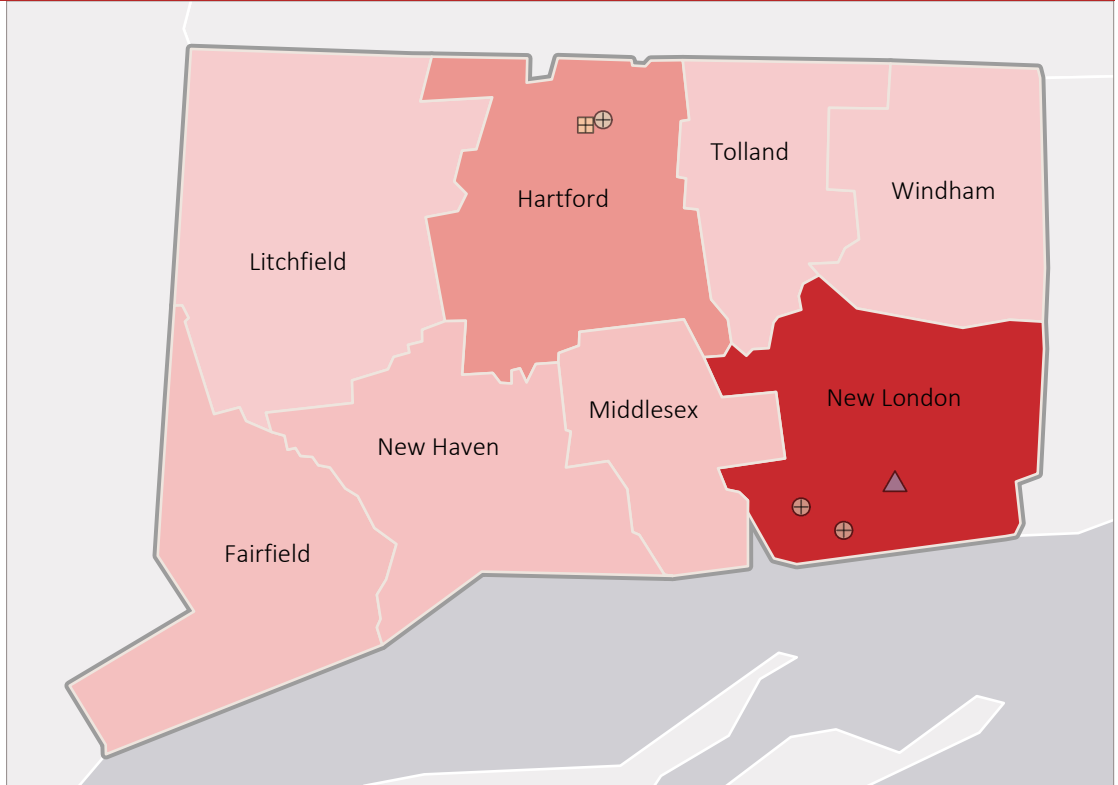 Tolland
Windham
Hartford
Litchfield
New London
Middlesex
New Haven
Fairfield